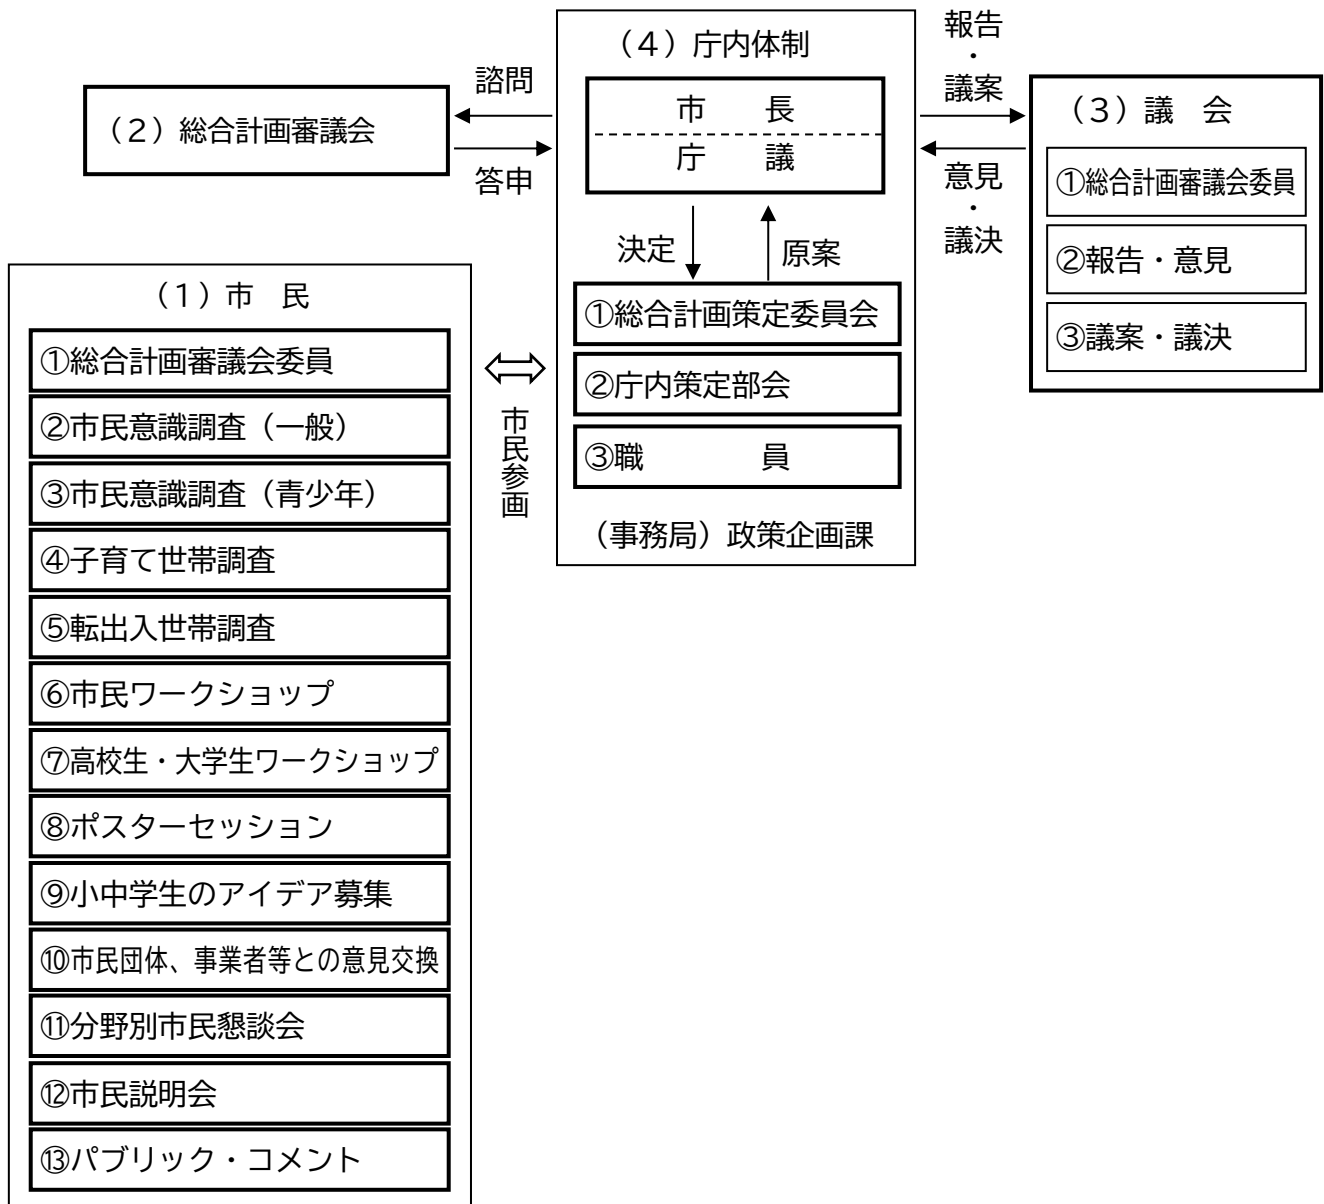 （４）庁内体制
市　　長
庁　　議
決定
原案
①総合計画策定委員会
②庁内策定部会
③職　　　　員
（事務局）政策企画課
諮問
答申
（２）総合計画審議会
報告・議案
意見・議決
（３）議　会
①総合計画審議会委員
②報告・意見
③議案・議決
（１）市　民
①総合計画審議会委員
②市民意識調査（一般）
③市民意識調査（青少年）
④子育て世帯調査
⑤転出入世帯調査
⑥市民ワークショップ
⑦高校生・大学生ワークショップ
⑧ポスターセッション
⑨小中学生のアイデア募集
⑩市民団体、事業者等との意見交換
⑪分野別市民懇談会
⑫市民説明会
⑬パブリック・コメント
市民参画